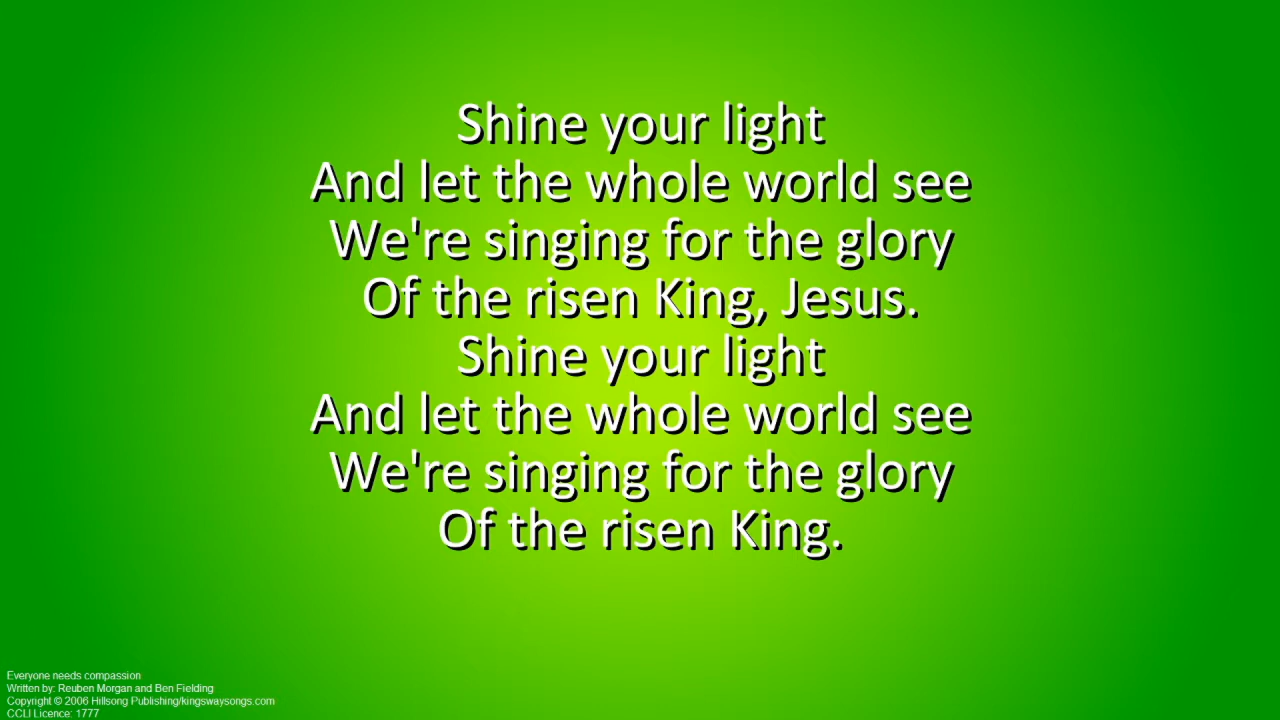 Shine your light
And let the whole world see
We're singing for the glory
Of the risen King, Jesus.
Shine your light
And let the whole world see
We're singing for the glory
Of the risen King.
Everyone needs compassion
Written by: Reuben Morgan and Ben Fielding
Copyright © 2006 Hillsong Publishing/kingswaysongs.com
CCLI Licence: 1777